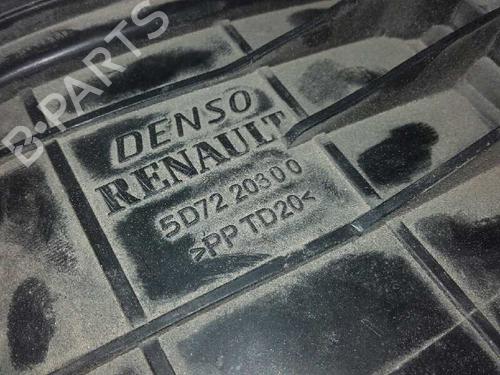 B-PARTS
DENSO
RENAULT
5D72 20300
>PP TD20<